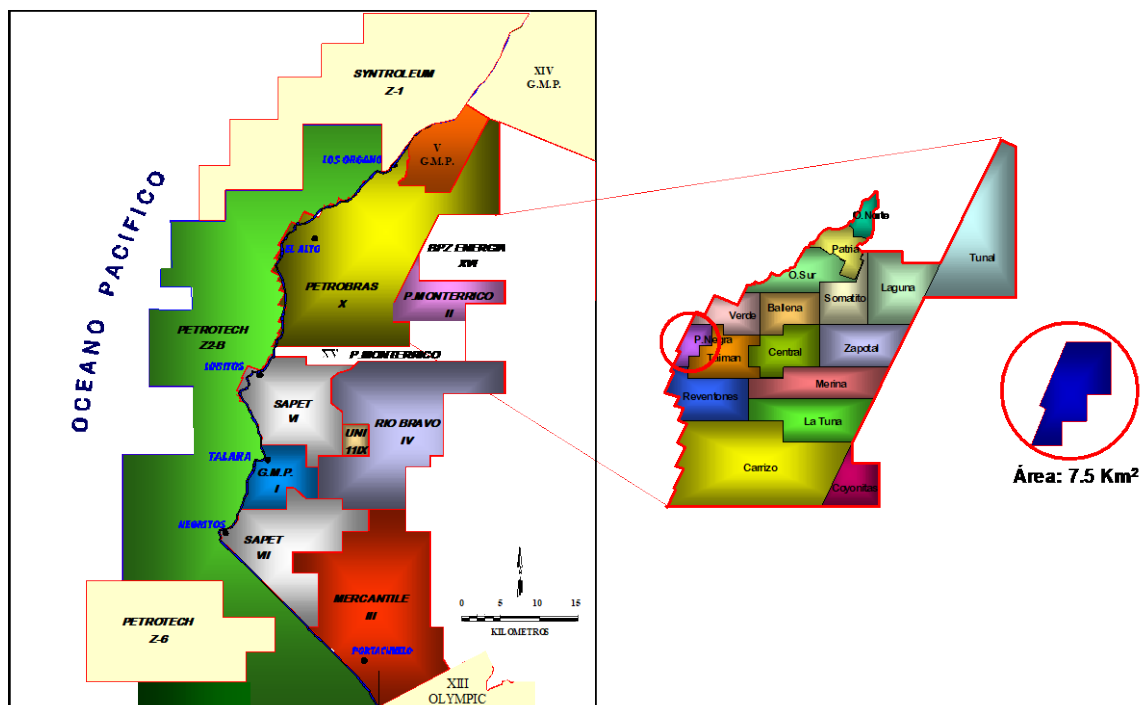 XIV
G.M.P.
SYNTROLEUM
Z-1
V
G.M.P.
LOS ORGANO
OCEANO PACIFICO
EL ALTO
BPZ ENERGIA
XVI
PETROBRAS
X
P.MONTERRICO
II
PETROTECH
Z2-B
P.MONTERRICO
LOBITOS
SAPET
VI
RIO BRAVO
IV
UNI
11IX
TALARA
G.M.P.
I
NEGRITOS
SAPET
VII
MERCANTILE
III
0 5 10 15
KILOMETROS
PETROTECH
Z-6
PORTACHUELO
XIII
OLYMPIC
O.Norte
Patria
Tunal
O.Sur
Laguna
Somatito
Verde
Ballena
P.Negra
Taiman
Central
Zapotal
Reventones
Merina
La Tuna
Carrizo
Coyonitas
Área: 7.5 Km²